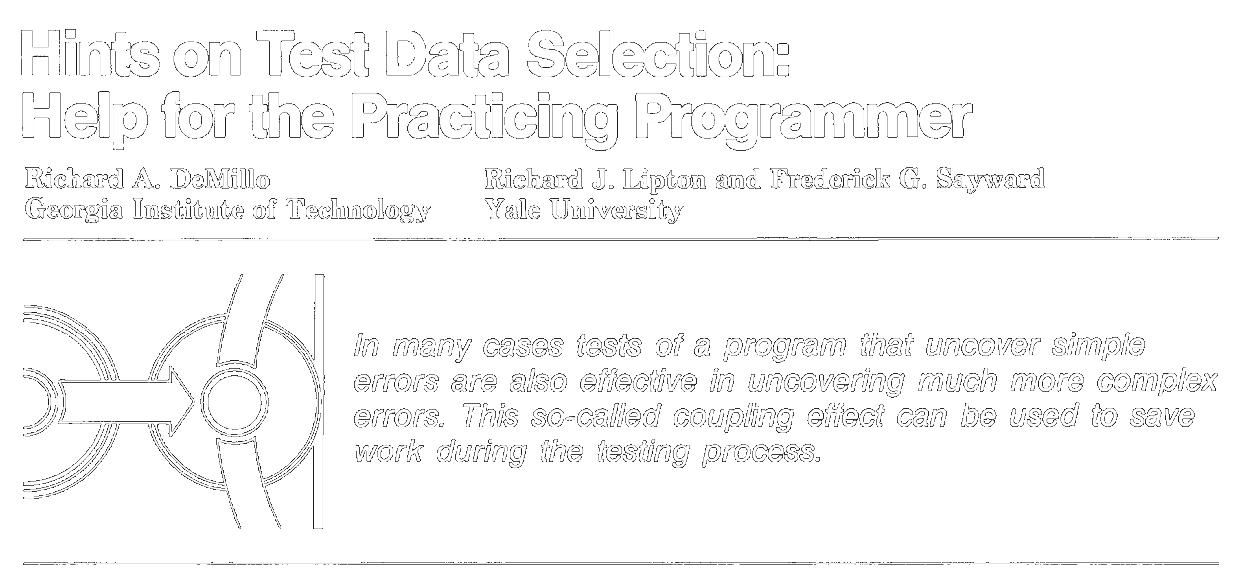 Hints on Test Data Selection:
Help for the Practicing Programmer
Richard A. DeMillo
Georgia Institute of Technology
Richard J. Lipton and Frederick G. Sayward
Yale University
In many cases tests of a program that uncover simple
errors are also effective in uncovering much more complex
errors. This so-called coupling effect can be used to save
work during the testing process.